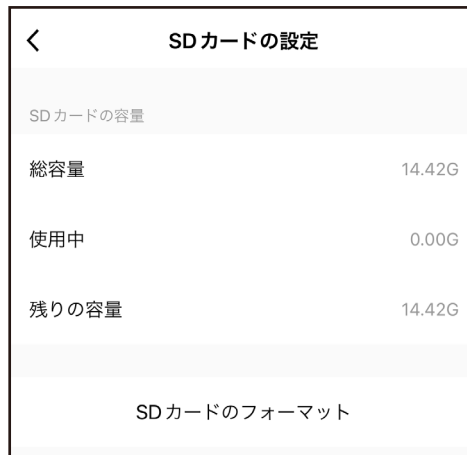 SDカードの設定
SDカードの容量
総容量 14.42G
使用中 0.00G
残りの容量 14.42G
SDカードのフォーマット